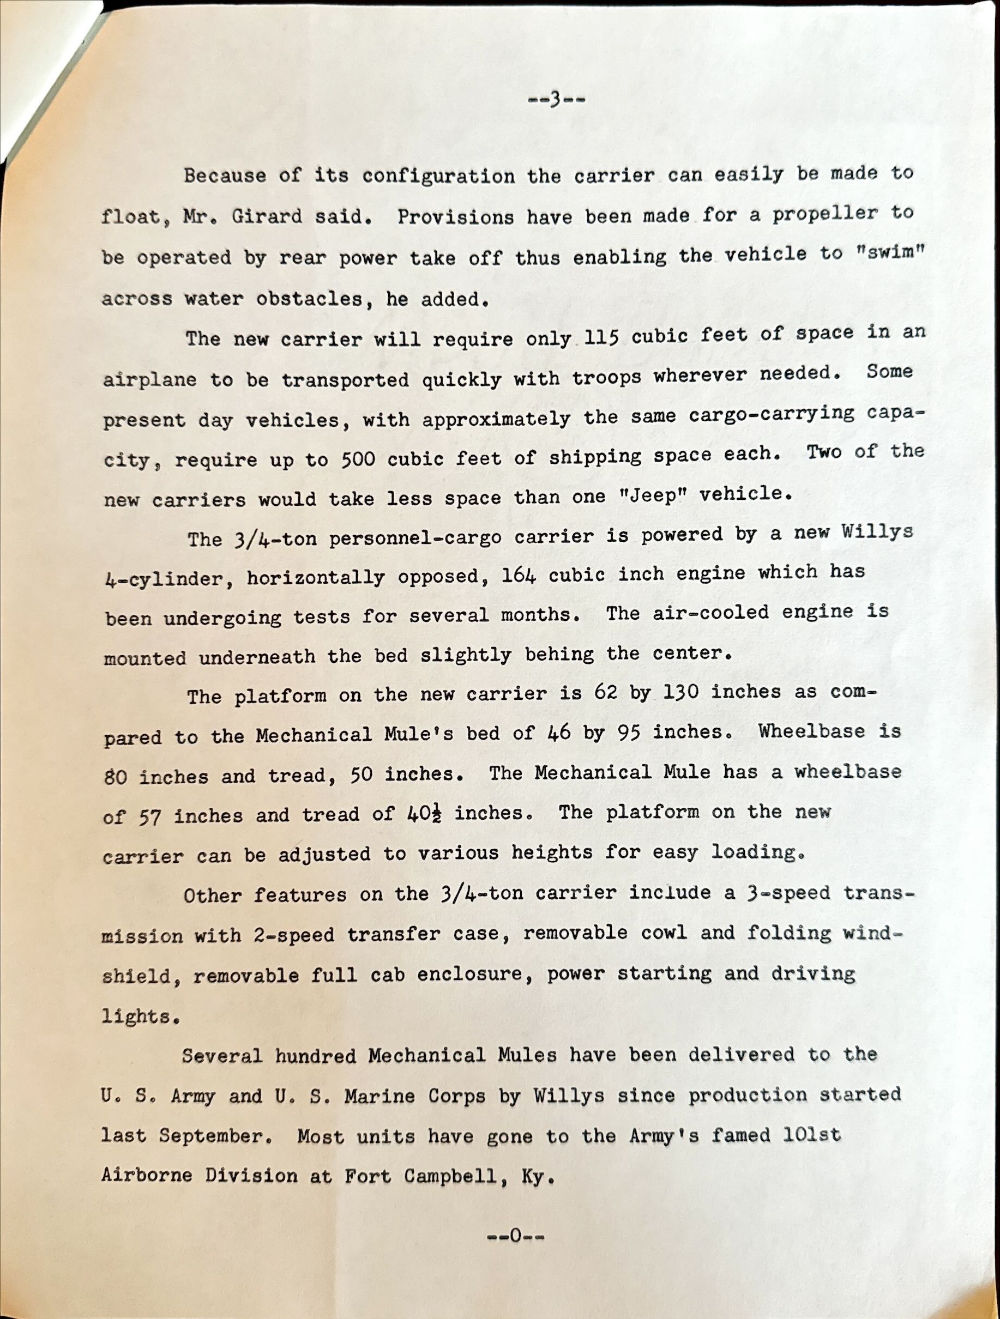 --3--
Because of its configuration the carrier can easily be made to
float, Mr. Girard said.  Provisions have been made for a propeller to
be operated by rear power take off thus enabling the vehicle to "swim"
across water obstacles, he added.
The new carrier will require only 115 cubic feet of space in an
airplane to be transported quickly with troops wherever needed.  Some
present day vehicles, with approximately the same cargo-carrying capa-
city, require up to 500 cubic feet of shipping space each.  Two of the
new carriers would take less space than one "Jeep" vehicle.
The 3/4-ton personnel-cargo carrier is powered by a new Willys
4-cylinder, horizontally opposed, 164 cubic inch engine which has
been undergoing tests for several months.  The air-cooled engine is
mounted underneath the bed slightly behing the center.
The platform on the new carrier is 62 by 130 inches as com-
pared to the Mechanical Mule's bed of 46 by 95 inches.  Wheelbase is
80 inches and tread, 50 inches.  The Mechanical Mule has a wheelbase
of 57 inches and tread of 40½ inches.  The platform on the new
carrier can be adjusted to various heights for easy loading.
Other features on the 3/4-ton carrier include a 3-speed trans-
mission with 2-speed transfer case, removable cowl and folding wind-
shield, removable full cab enclosure, power starting and driving
lights.
Several hundred Mechanical Mules have been delivered to the
U. S. Army and U. S. Marine Corps by Willys since production started
last September.  Most units have gone to the Army's famed 101st
Airborne Division at Fort Campbell, Ky.
--0--